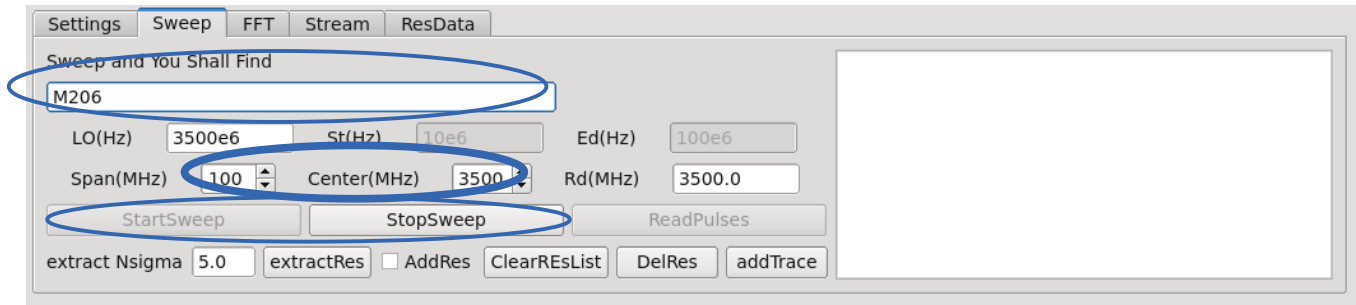 Settings Sweep FFT Stream ResData
Sweep and You Shall Find
M206
LO(Hz) 3500e6 St(Hz) 10e6 Ed(Hz) 100e6
Span(MHz) 100 Center(MHz) 3500 Rd(MHz) 3500.0
StartSweep StopSweep ReadPulses
extract Nsigma 5.0 extractRes AddRes ClearREsList DelRes addTrace